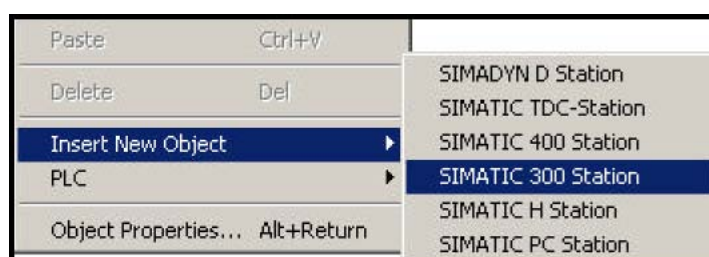 Paste Ctrl+V
Delete Del
Insert New Object
PLC
Object Properties... Alt+Return
SIMADYN D Station
SIMATIC TDC-Station
SIMATIC 400 Station
SIMATIC 300 Station
SIMATIC H Station
SIMATIC PC Station